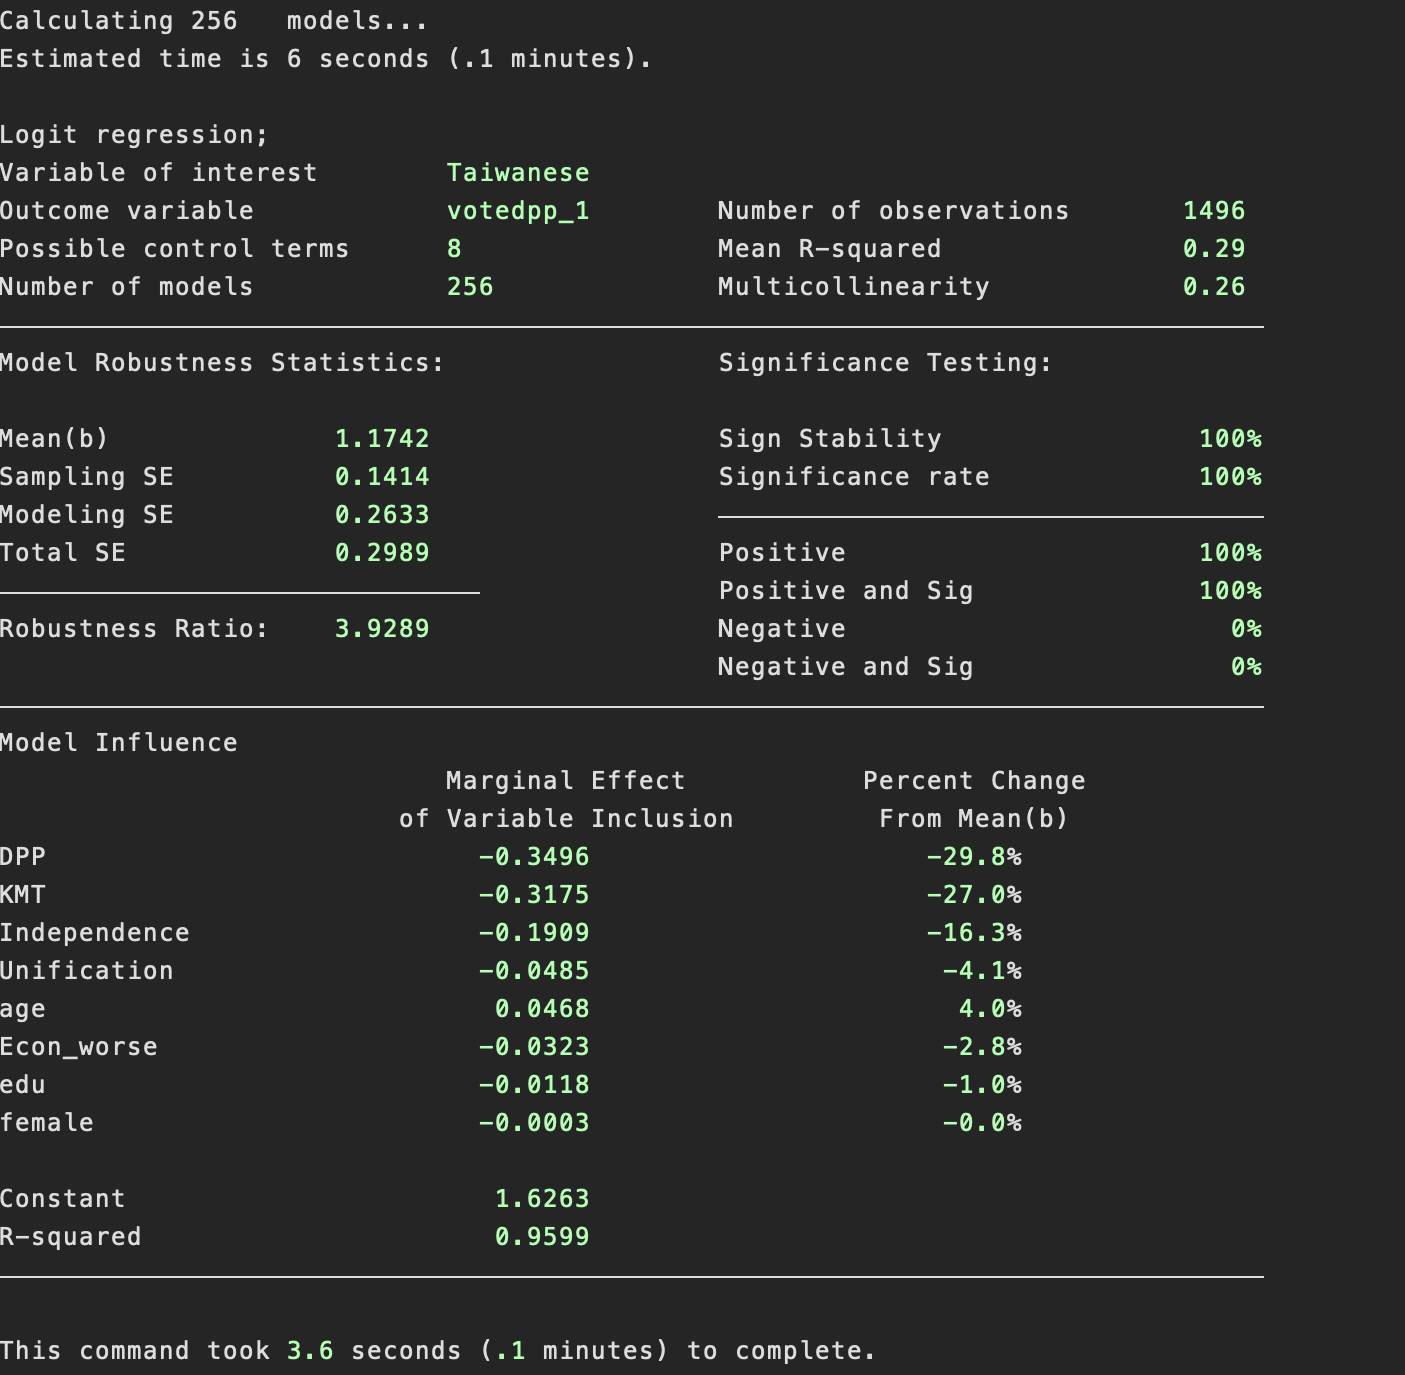 Calculating 256   models...
Estimated time is 6 seconds (.1 minutes).
Logit regression;
Variable of interest        Taiwanese
Outcome variable            votedpp_1        Number of observations       1496
Possible control terms      8                Mean R-squared               0.29
Number of models            256              Multicollinearity            0.26
Model Robustness Statistics:                 Significance Testing:
Mean(b)              1.1742                  Sign Stability                100%
Sampling SE          0.1414                  Significance rate             100%
Modeling SE          0.2633
Total SE             0.2989                  Positive                      100%
                                             Positive and Sig              100%
Robustness Ratio:    3.9289                  Negative                        0%
                                             Negative and Sig                0%
Model Influence
                            Marginal Effect           Percent Change
                         of Variable Inclusion         From Mean(b)
DPP                           -0.3496                     -29.8%
KMT                           -0.3175                     -27.0%
Independence                  -0.1909                     -16.3%
Unification                   -0.0485                      -4.1%
age                            0.0468                       4.0%
Econ_worse                    -0.0323                      -2.8%
edu                           -0.0118                      -1.0%
female                        -0.0003                      -0.0%
Constant                       1.6263
R-squared                      0.9599
This command took 3.6 seconds (.1 minutes) to complete.